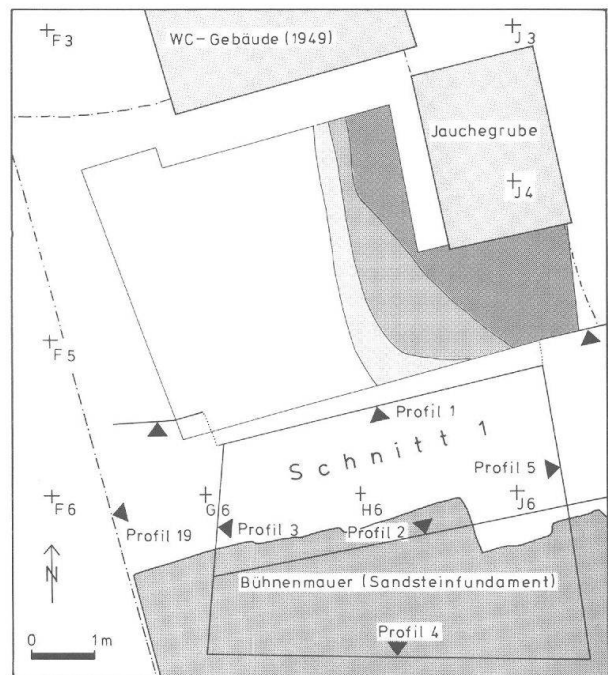 F3
WC-Gebäude (1949)
J3
Jauchegrube
J4
F5
Profil 1
Schnitt 1
Profil 5
F6
G6
H6
J6
Profil 19
Profil 3
Profil 2
N
Bühnenmauer (Sandsteinfundament)
Profil 4
0 1m